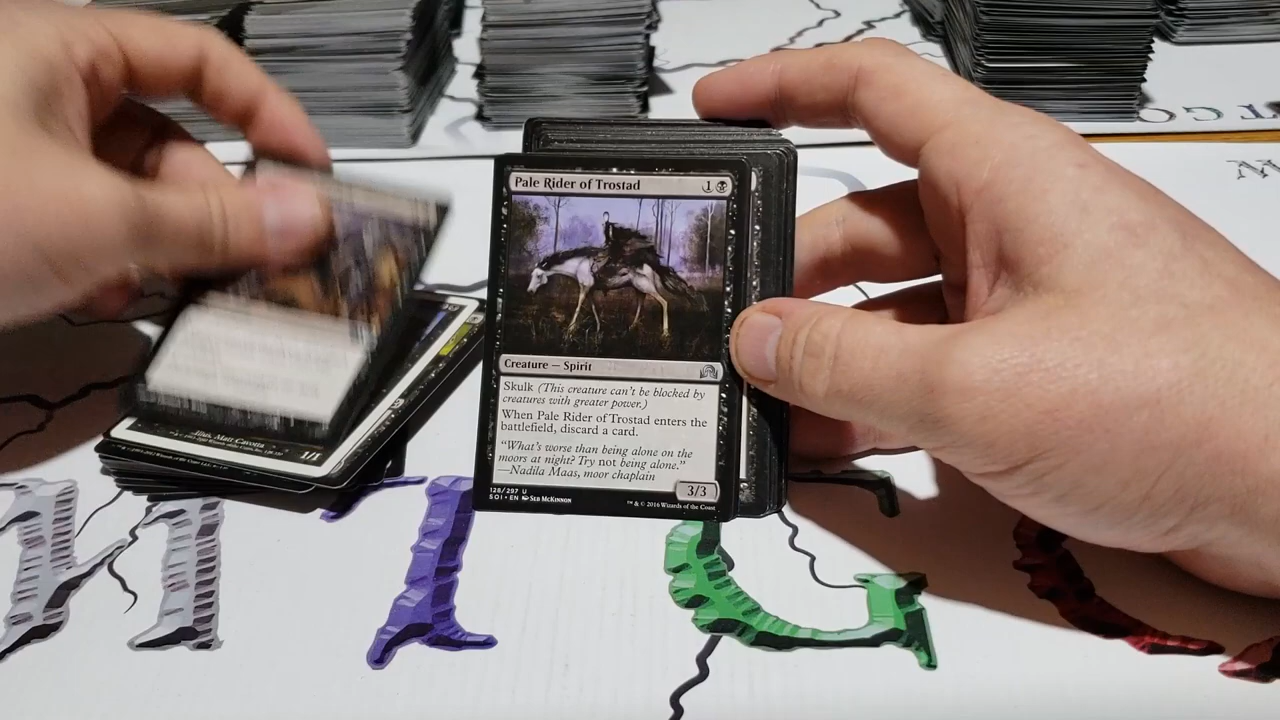 Pale Rider of Trostad 1
Creature — Spirit
Skulk (This creature can't be blocked by
creatures with greater power.)
When Pale Rider of Trostad enters the
battlefield, discard a card.
"What's worse than being alone on the
moors at night? Try not being alone."
—Nadila Maas, moor chaplain
3/3
128/297 U
SOI • EN Seb McKinnon
™ & © 2016 Wizards of the Coast
Illus. Matt Cavotta
1/1